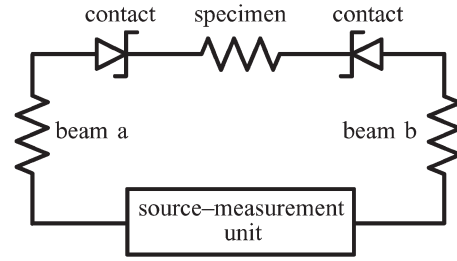 contact specimen contact
beam a beam b
source–measurement
unit